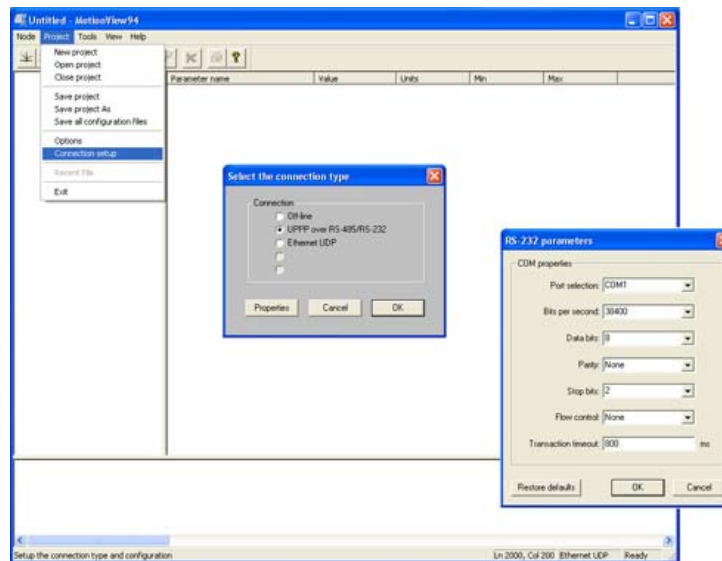 Untitled - MotionView94
Node Project Tools View Help
New project
Open project
Close project
Save project
Save project As
Save all configuration files
Options
Connection setup
Recent File
Exit
Parameter name Value Units Min Max
Select the connection type
Connection
Off-line
UPPP over RS-485/RS-232
Ethernet UDP
Properties Cancel OK
RS-232 parameters
COM properties
Port selection: COM1
Bits per second: 38400
Data bits: 8
Parity: None
Stop bits: 2
Flow control: None
Transaction timeout: 800 ms
Restore defaults OK Cancel
Setup the connection type and configuration Ln 2000, Col 200 Ethernet UDP Ready